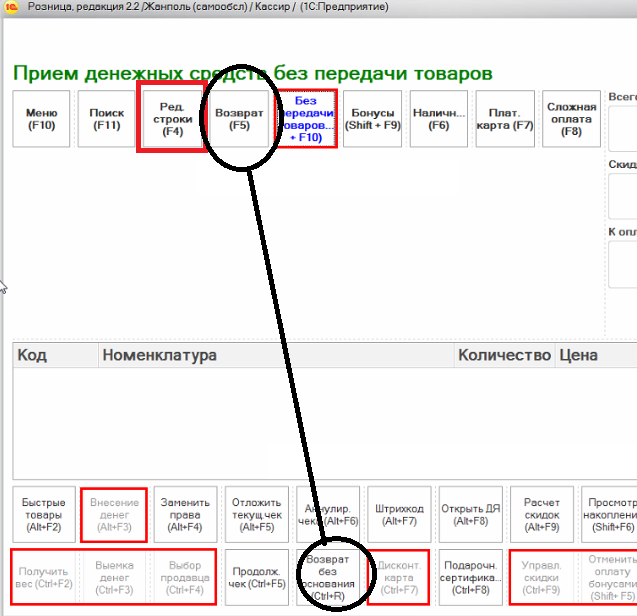 1С Розница, редакция 2.2 /Жанполь (самообсл) / Кассир / (1С:Предприятие)
Прием денежных средств без передачи товаров
Меню
(F10)
Поиск
(F11)
Ред.
строки
(F4)
Возврат
(F5)
Без
передачи
товаров...
+ F10)
Бонусы
(Shift + F9)
Наличн...
(F6)
Плат.
карта (F7)
Сложная
оплата
(F8)
Всего
Скид
К опл
Код Номенклатура Количество Цена
Быстрые
товары
(Alt+F2)
Внесение
денег
(Alt+F3)
Заменить
права
(Alt+F4)
Отложить
текущ.чек
(Alt+F5)
Аннулир.
чек (Alt+F6)
Штрихкод
(Alt+F7)
Открыть ДЯ
(Alt+F8)
Расчет
скидок
(Alt+F9)
Просмотр
накоплени
(Shift+F6)
Получить
вес (Ctrl+F2)
Выемка
денег
(Ctrl+F3)
Выбор
продавца
(Ctrl+F4)
Продолж.
чек (Ctrl+F5)
Возврат
без
основания
(Ctrl+R)
Дисконт.
карта
(Ctrl+F7)
Подарочн.
сертифика...
(Ctrl+F8)
Управл.
скидки
(Ctrl+F9)
Отменить
оплату
бонусами
(Shift+ F5)